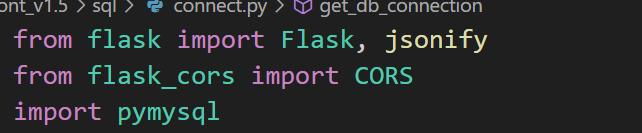 ont_v1.5 > sql > connect.py > get_db_connection
from flask import Flask, jsonify
from flask_cors import CORS
import pymysql